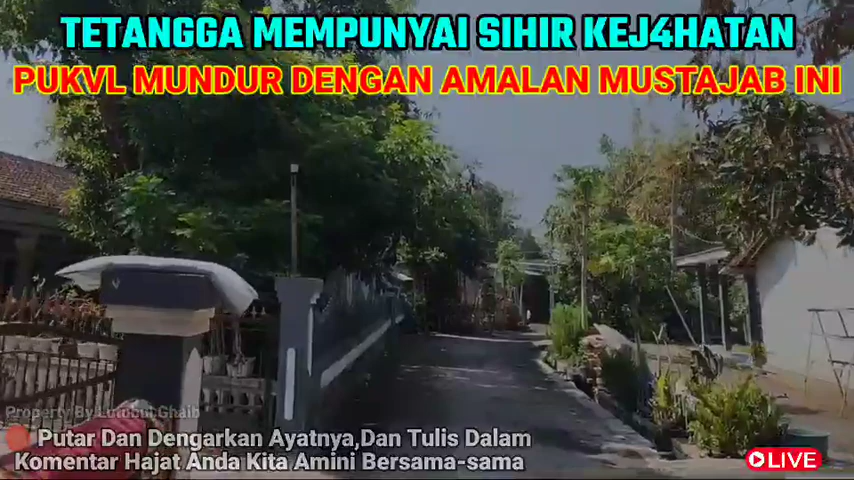 TETANGGA MEMPUNYAI SIHIR KEJ4HATAN
PUKVL MUNDUR DENGAN AMALAN MUSTAJAB INI
Property By Lumbul Ghaib
Putar Dan Dengarkan Ayatnya,Dan Tulis Dalam
Komentar Hajat Anda Kita Amini Bersama-sama
LIVE